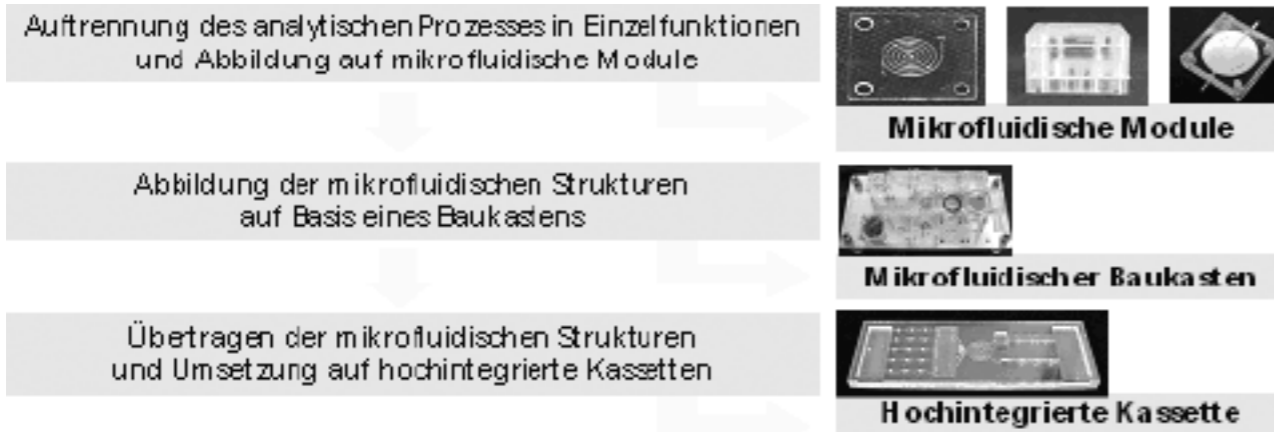 Auftrennung des analytischen Prozesses in Einzelfunktionen
und Abbildung auf mikrofluidische Module
Mikrofluidische Module
Abbildung der mikrofluidischen Strukturen
auf Basis eines Baukastens
Mikrofluidischer Baukasten
Übertragen der mikrofluidischen Strukturen
und Umsetzung auf hochintegrierte Kassetten
Hochintegrierte Kassette